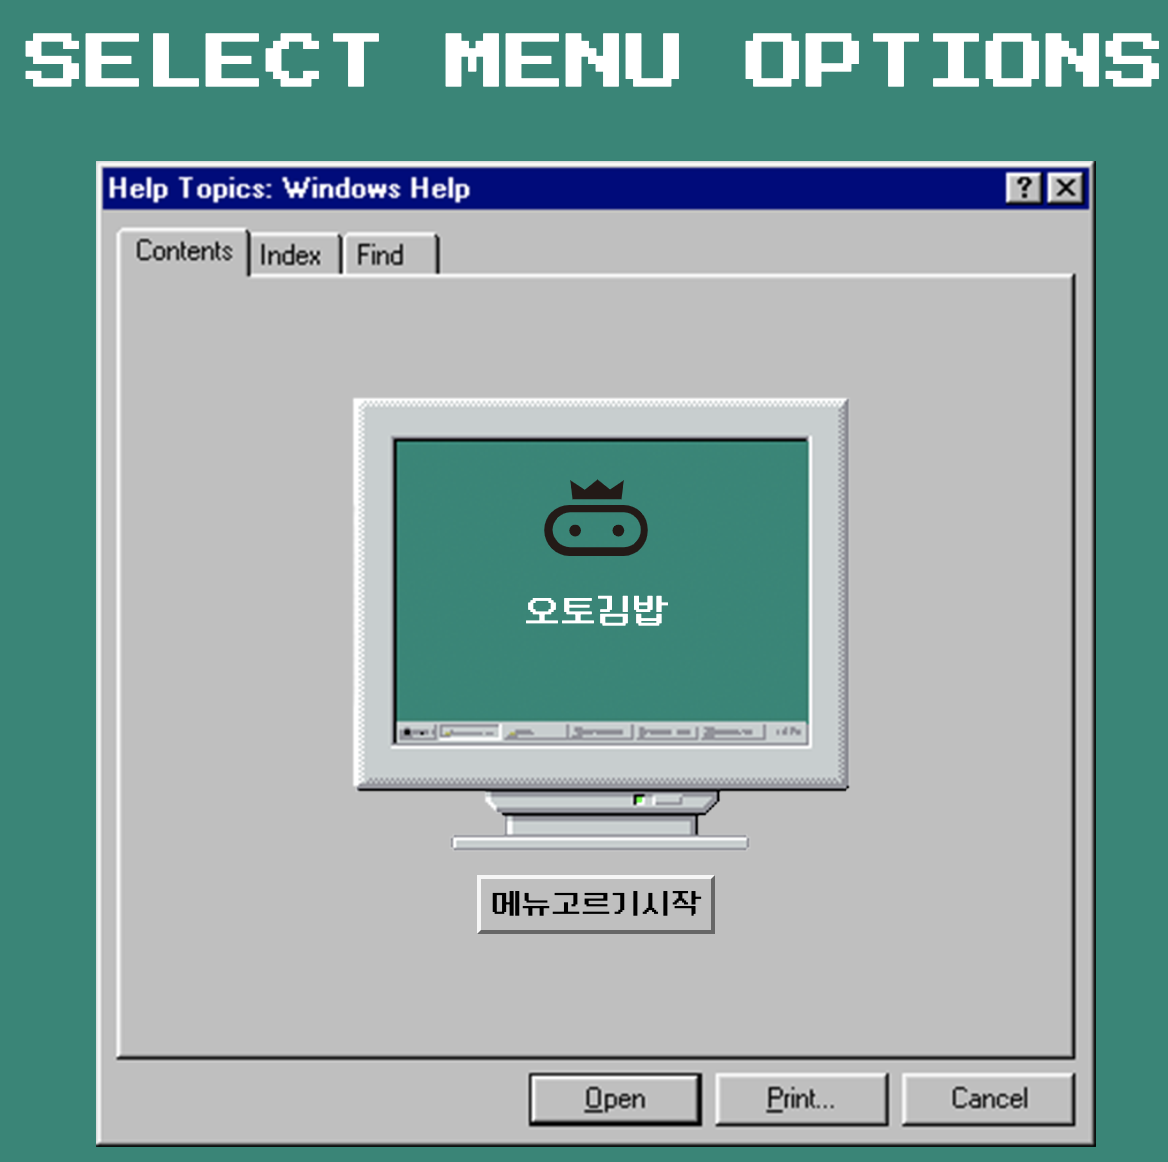 SELECT MENU OPTIONS
Help Topics: Windows Help
?
Contents Index Find
오토김밥
메뉴고르기시작
Open Print... Cancel